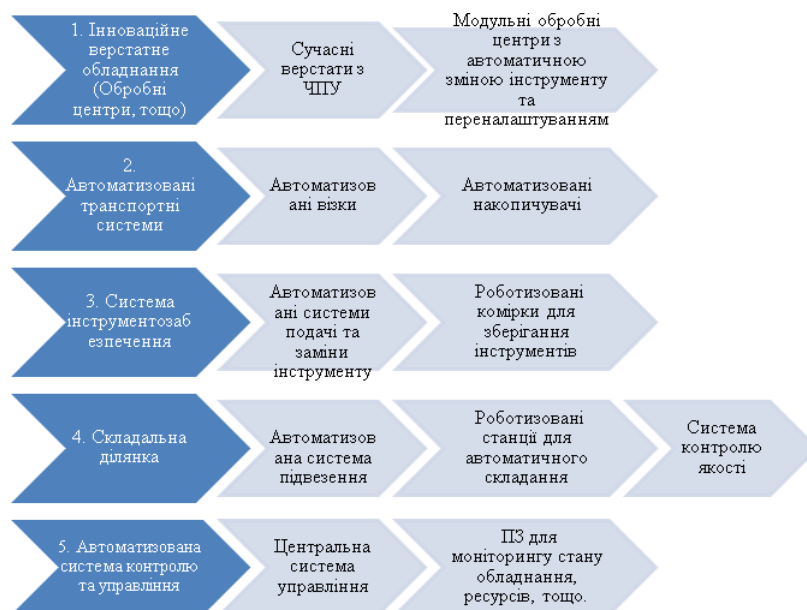 1. Інноваційне
верстатне
обладнання
(Обробні
центри, тощо)
Сучасні
верстати з
ЧПУ
Модульні обробні
центри з
автоматичною
зміною інструменту
та
переналаштуванням
2.
Автоматизовані
транспортні
системи
Автоматизов
ані візки
Автоматизовані
накопичувачі
3. Система
інструментозаб
езпечення
Автоматизов
ані системи
подачі та
заміни
інструменту
Роботизовані
комірки для
зберігання
інструментів
4. Складальна
ділянка
Автоматизов
ана система
підвезення
Роботизовані
станції для
автоматичного
складання
Система
контролю
якості
5. Автоматизована
система контролю
та управління
Центральна
система
управління
ПЗ для
моніторингу стану
обладнання,
ресурсів, тощо.